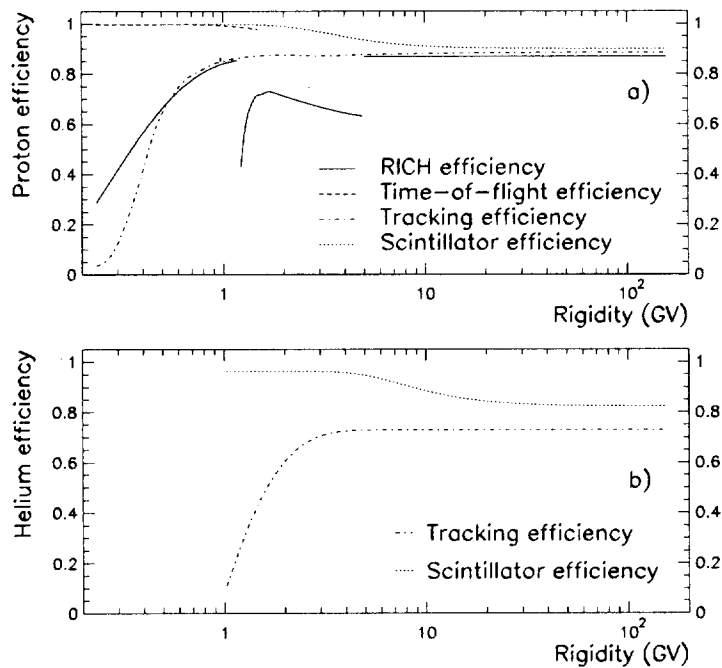 Proton efficiency
1
0.8
0.6
0.4
0.2
0
1
0.8
0.6
0.4
0.2
0
a)
RICH efficiency
Time-of-flight efficiency
Tracking efficiency
Scintillator efficiency
1
10
10²
Rigidity (GV)
Helium efficiency
1
0.8
0.6
0.4
0.2
0
1
0.8
0.6
0.4
0.2
0
b)
Tracking efficiency
Scintillator efficiency
1
10
10²
Rigidity (GV)